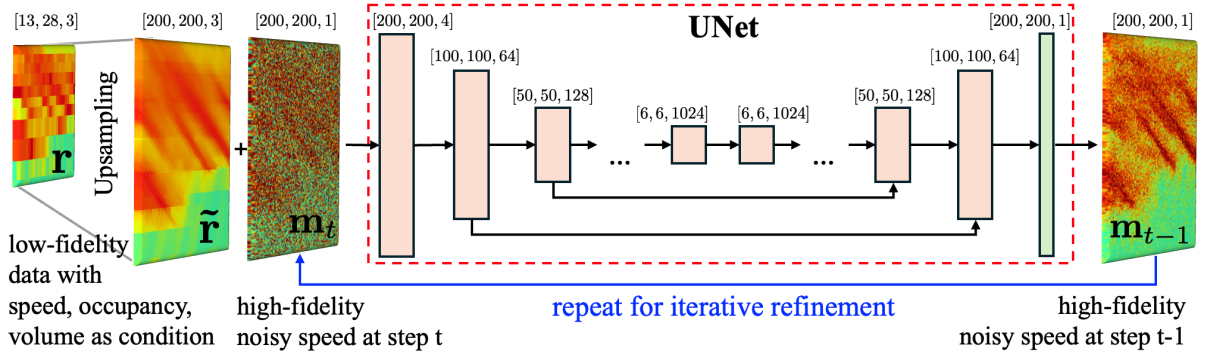 [13, 28, 3]
[200, 200, 3]
[200, 200, 1]
[200, 200, 4]
UNet
[200, 200, 1]
[200, 200, 1]
[100, 100, 64]
[100, 100, 64]
[50, 50, 128]
[6, 6, 1024]
[6, 6, 1024]
[50, 50, 128]
Upsampling
+
...
...
r
r̃
m_t
m_{t−1}
low-fidelity
data with
speed, occupancy,
volume as condition
high-fidelity
noisy speed at step t
repeat for iterative refinement
high-fidelity
noisy speed at step t-1